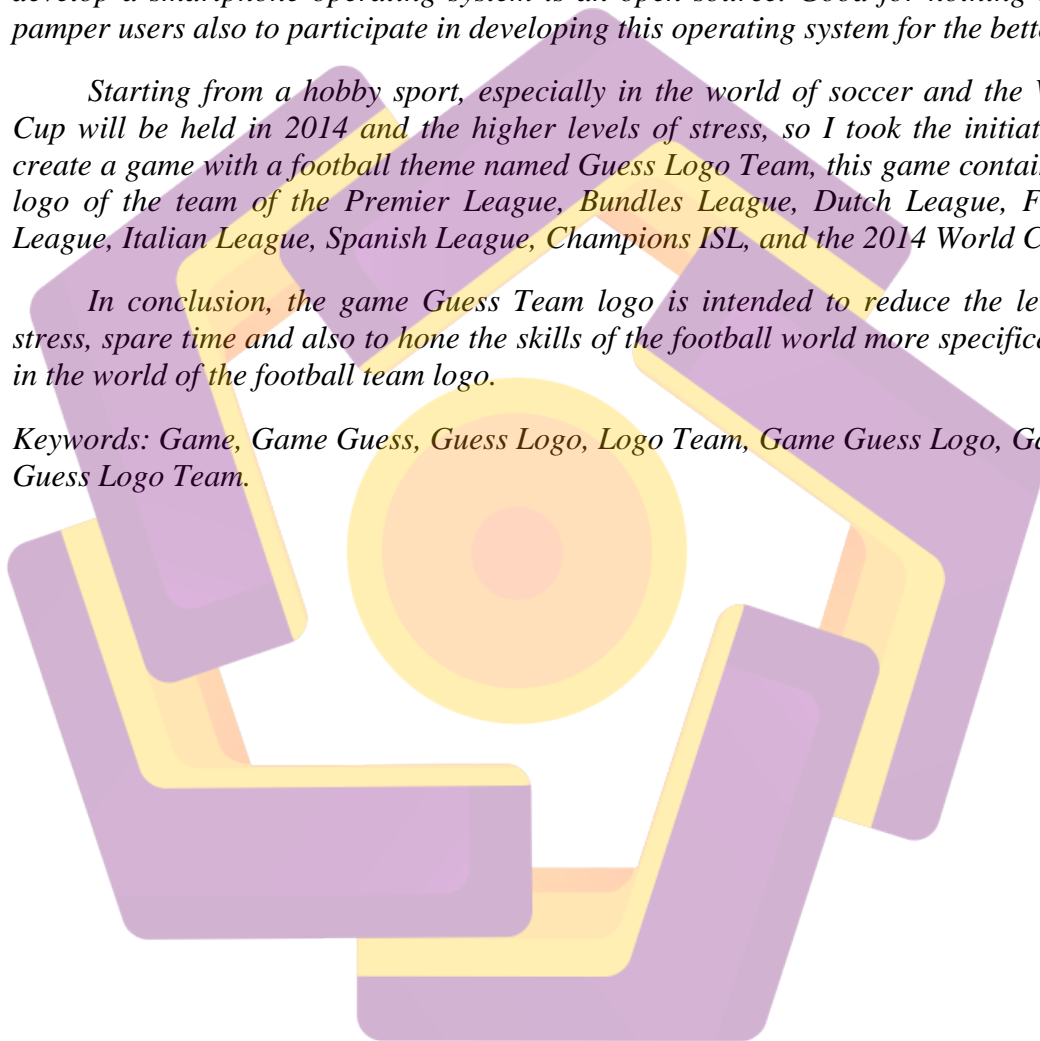 develop a smartphone operating system is an open source. Good for nothing
pamper users also to participate in developing this operating system for the
Starting from a hobby sport, especially in the world of soccer and the
Cup will be held in 2014 and the higher levels of stress, so I took the
create a game with a football theme named Guess Logo Team, this game
logo of the team of the Premier League, Bundles League, Dutch League,
League, Italian League, Spanish League, Champions ISL, and the 2014 World
In conclusion, the game Guess Team logo is intended to reduce the
stress, spare time and also to hone the skills of the football world more
in the world of the football team logo.
Keywords: Game, Game Guess, Guess Logo, Logo Team, Game Guess Logo,
Guess Logo Team.